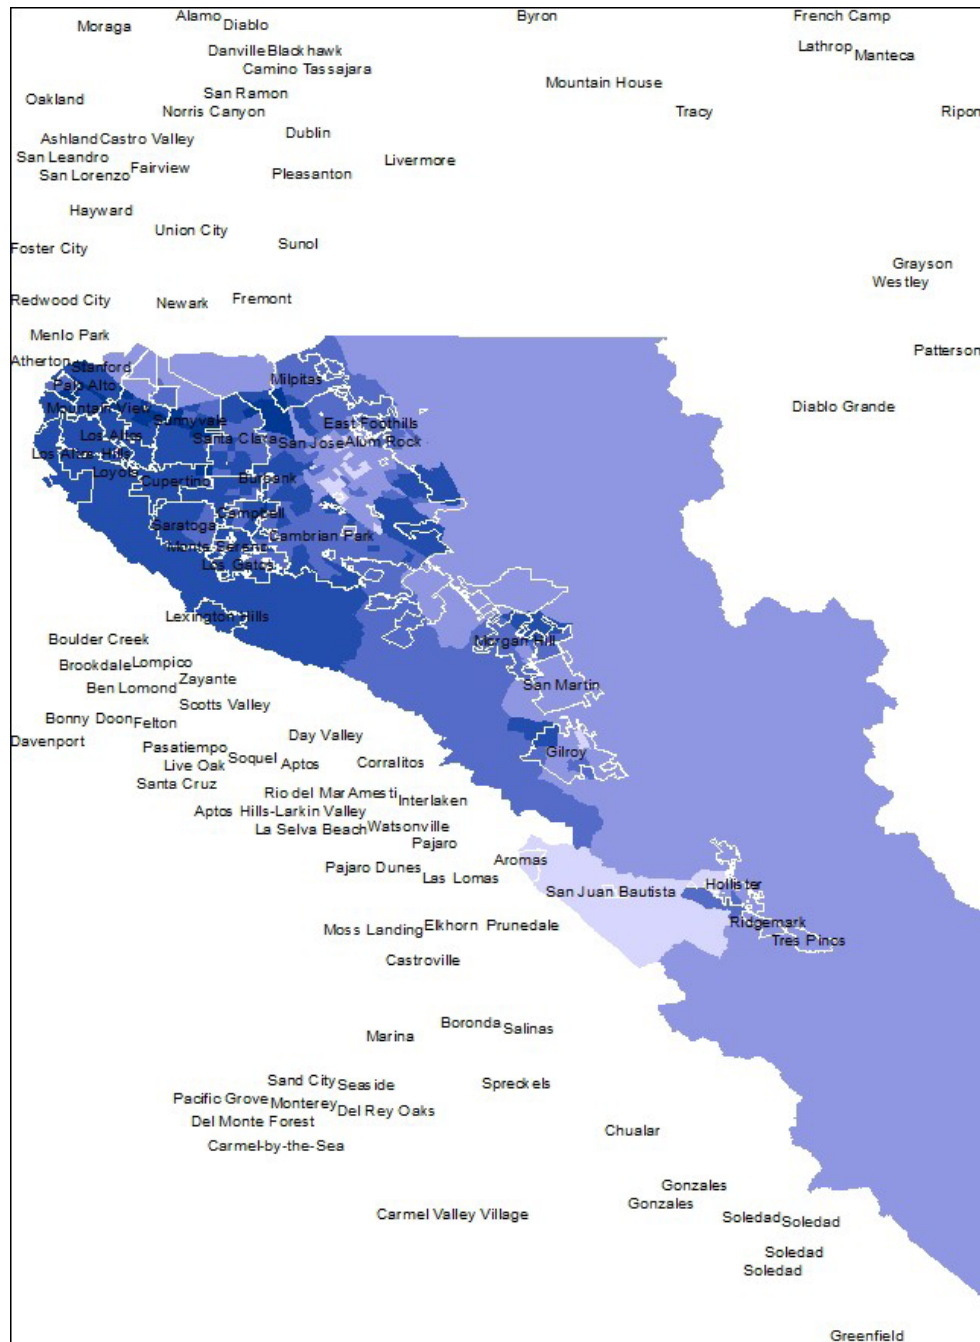 Alamo
Byron
French Camp
Moraga
Diablo
Danville Blackhawk
Lathrop
Manteca
Camino Tassajara
Mountain House
San Ramon
Oakland
Norris Canyon
Tracy
Ripon
Dublin
Ashland Castro Valley
San Leandro
Livermore
Fairview
San Lorenzo
Pleasanton
Hayward
Union City
Sunol
Foster City
Grayson
Westley
Redwood City
Newark
Fremont
Menlo Park
Patterson
Atherton
Stanford
Milpitas
Palo Alto
Mountain View
Diablo Grande
Sunnyvale
East Foothills
Los Altos
Santa Clara
San Jose
Alum Rock
Los Altos Hills
Loyola
Cupertino
Burbank
Campbell
Saratoga
Cambrian Park
Monte Sereno
Los Gatos
Lexington Hills
Boulder Creek
Morgan Hill
Brookdale
Lompico
Zayante
Ben Lomond
San Martin
Scotts Valley
Bonny Doon
Felton
Davenport
Day Valley
Pasatiempo
Gilroy
Live Oak
Soquel
Aptos
Corralitos
Santa Cruz
Rio del Mar
Amesti
Interlaken
Aptos Hills-Larkin Valley
La Selva Beach
Watsonville
Pajaro
Aromas
Pajaro Dunes
Las Lomas
San Juan Bautista
Hollister
Ridgemark
Moss Landing
Elkhorn
Prunedale
Tres Pinos
Castroville
Boronda
Salinas
Marina
Sand City
Seaside
Spreckels
Pacific Grove
Monterey
Del Rey Oaks
Del Monte Forest
Chualar
Carmel-by-the-Sea
Gonzales
Gonzales
Carmel Valley Village
Soledad
Soledad
Soledad
Soledad
Greenfield